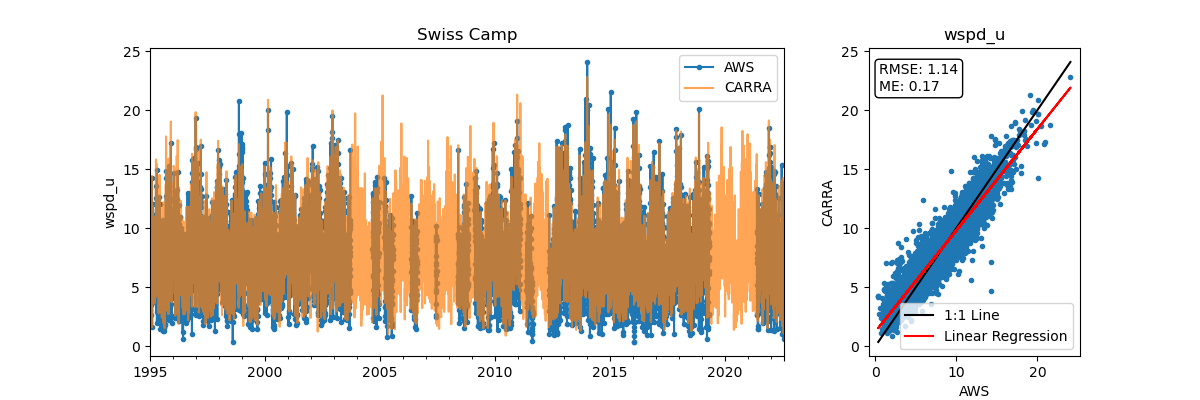 Swiss Camp
wspd_u
25
20
15
10
5
0
wspd_u
AWS
CARRA
1995
2000
2005
2010
2015
2020
25
20
15
10
5
0
CARRA
RMSE: 1.14
ME: 0.17
1:1 Line
Linear Regression
0
10
20
AWS